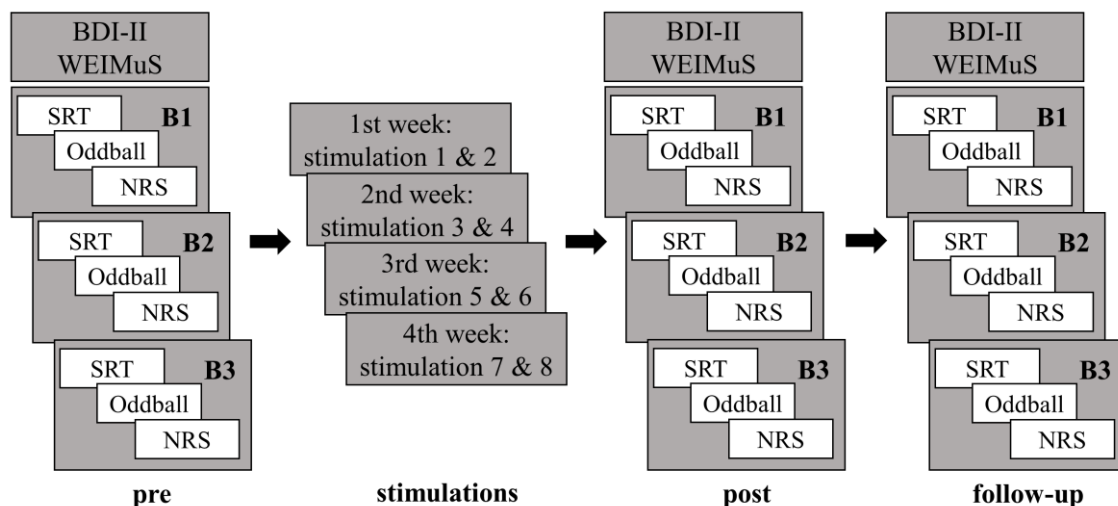 BDI-II
WEIMuS
B1
SRT
Oddball
NRS
B2
SRT
Oddball
NRS
B3
SRT
Oddball
NRS
pre
1st week:
stimulation 1 & 2
2nd week:
stimulation 3 & 4
3rd week:
stimulation 5 & 6
4th week:
stimulation 7 & 8
stimulations
BDI-II
WEIMuS
B1
SRT
Oddball
NRS
B2
SRT
Oddball
NRS
B3
SRT
Oddball
NRS
post
BDI-II
WEIMuS
B1
SRT
Oddball
NRS
B2
SRT
Oddball
NRS
B3
SRT
Oddball
NRS
follow-up